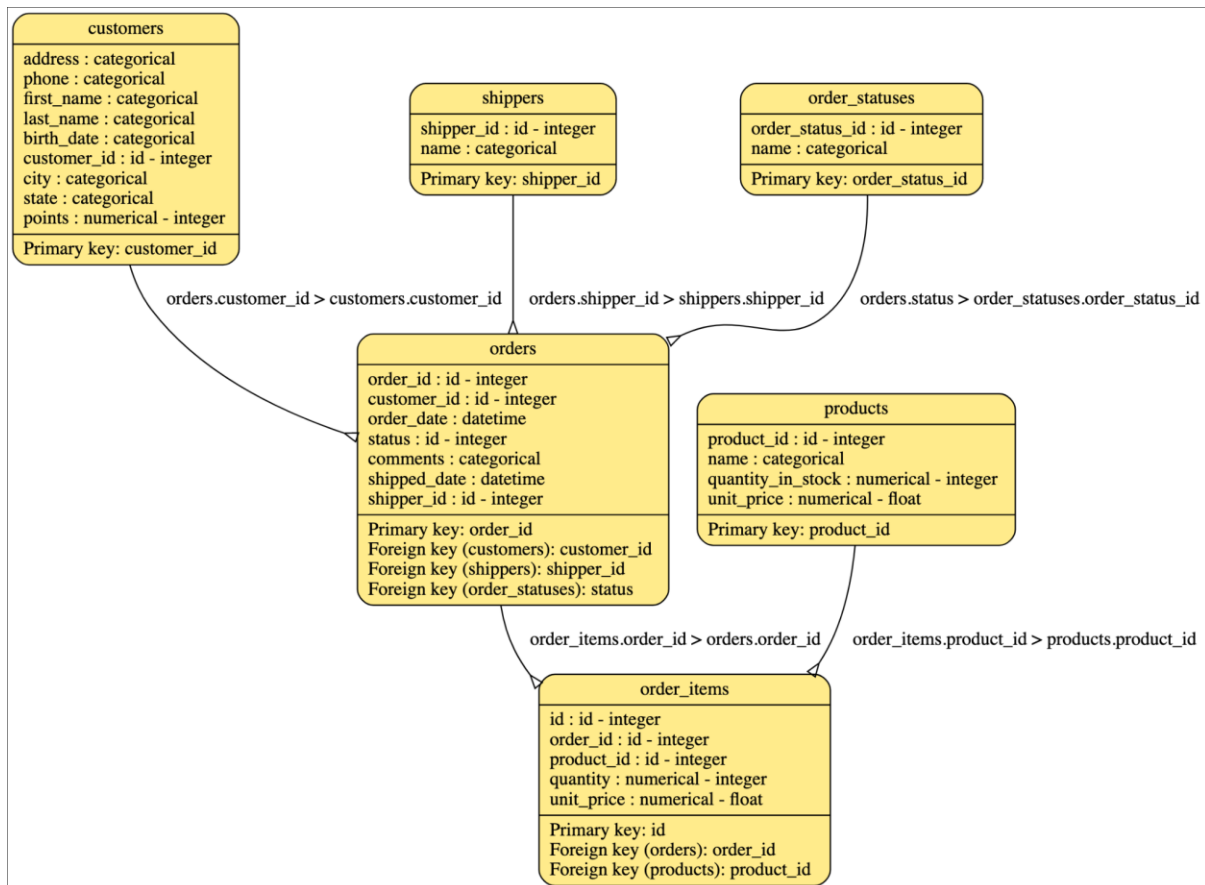 customers
address : categorical
phone : categorical
first_name : categorical
last_name : categorical
birth_date : categorical
customer_id : id - integer
city : categorical
state : categorical
points : numerical - integer
Primary key: customer_id
shippers
shipper_id : id - integer
name : categorical
Primary key: shipper_id
order_statuses
order_status_id : id - integer
name : categorical
Primary key: order_status_id
orders.customer_id > customers.customer_id
orders.shipper_id > shippers.shipper_id
orders.status > order_statuses.order_status_id
orders
order_id : id - integer
customer_id : id - integer
order_date : datetime
status : id - integer
comments : categorical
shipped_date : datetime
shipper_id : id - integer
Primary key: order_id
Foreign key (customers): customer_id
Foreign key (shippers): shipper_id
Foreign key (order_statuses): status
products
product_id : id - integer
name : categorical
quantity_in_stock : numerical - integer
unit_price : numerical - float
Primary key: product_id
order_items.order_id > orders.order_id
order_items.product_id > products.product_id
order_items
id : id - integer
order_id : id - integer
product_id : id - integer
quantity : numerical - integer
unit_price : numerical - float
Primary key: id
Foreign key (orders): order_id
Foreign key (products): product_id